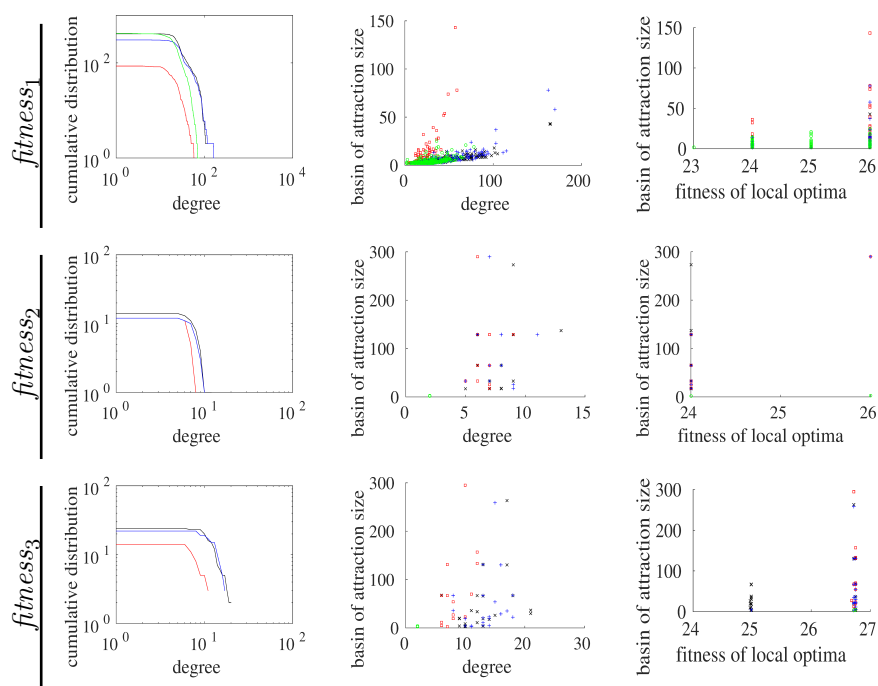 fitness1
cumulative distribution
10^2
10^0
10^0 10^2 10^4
degree
basin of attraction size
150
100
50
0
0 100 200
degree
basin of attraction size
150
100
50
0
23 24 25 26
fitness of local optima
fitness2
cumulative distribution
10^2
10^1
10^0
10^0 10^1 10^2
degree
basin of attraction size
300
200
100
0
0 5 10 15
degree
basin of attraction size
300
200
100
0
24 25 26
fitness of local optima
fitness3
cumulative distribution
10^2
10^1
10^0
10^0 10^1 10^2
degree
basin of attraction size
300
200
100
0
0 10 20 30
degree
basin of attraction size
300
200
100
0
24 25 26 27
fitness of local optima